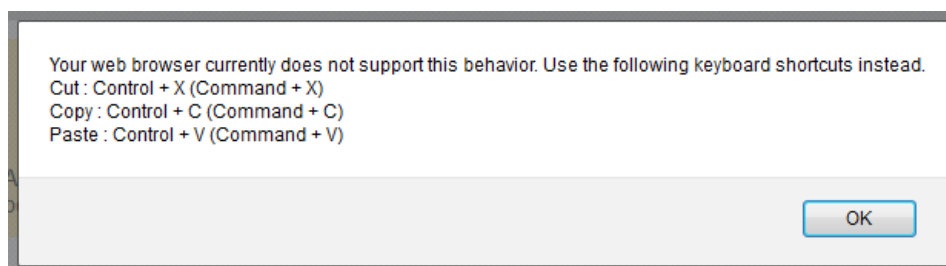 Your web browser currently does not support this behavior. Use the following keyboard shortcuts instead.
Cut : Control + X (Command + X)
Copy : Control + C (Command + C)
Paste : Control + V (Command + V)
OK